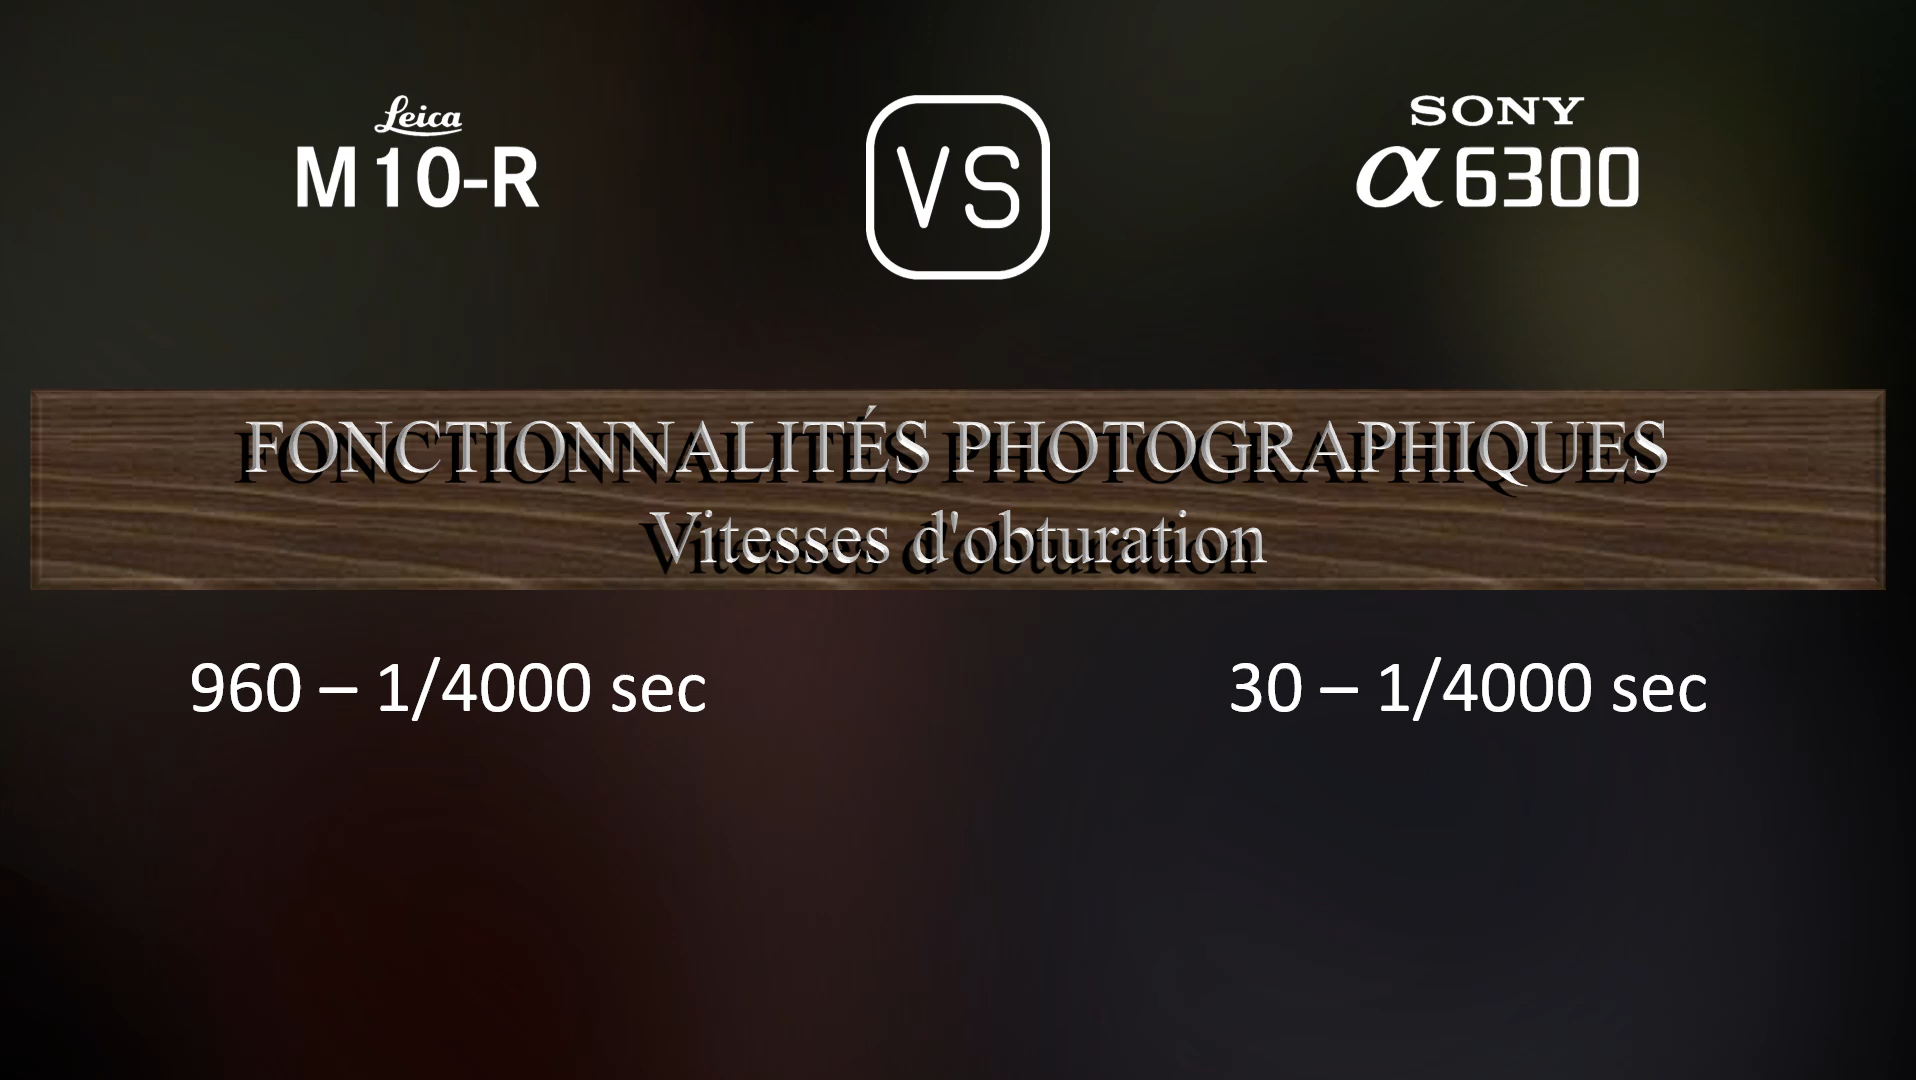 Leica
M10-R
VS
SONY
α6300
FONCTIONNALITÉS PHOTOGRAPHIQUES
Vitesses d'obturation
960 – 1/4000 sec
30 – 1/4000 sec